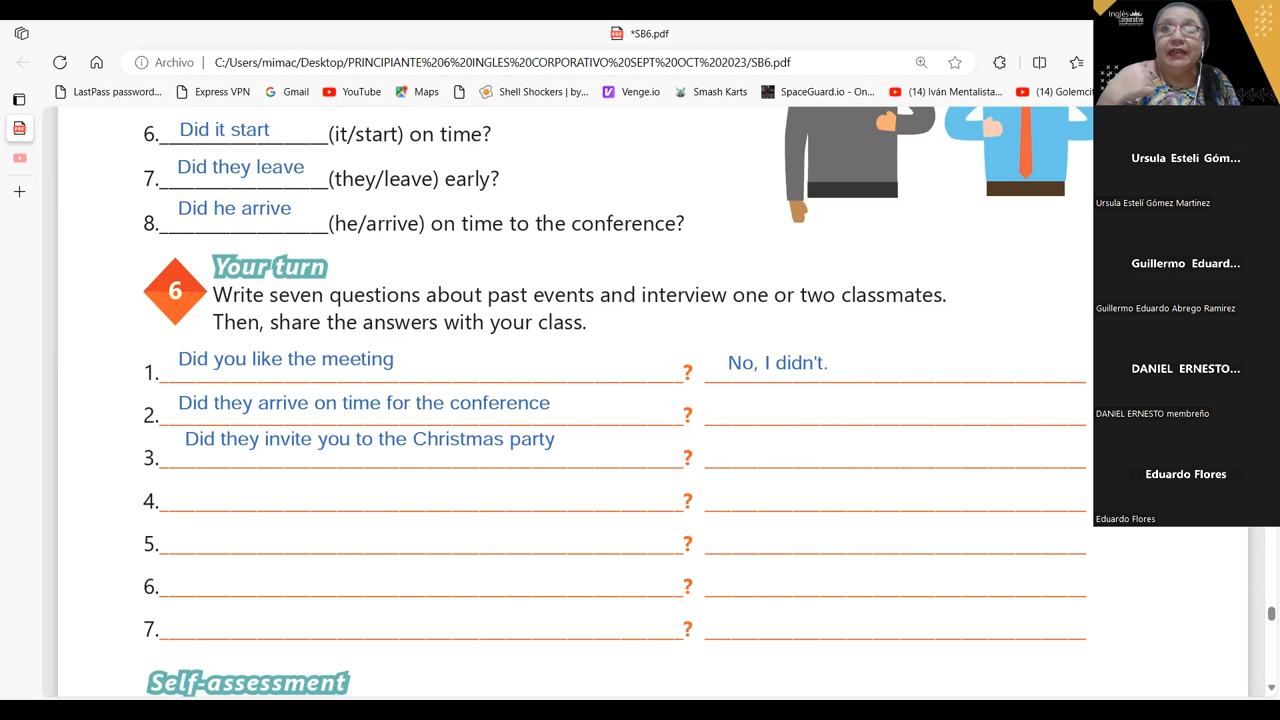 *SB6.pdf
Archivo
C:/Users/mimac/Desktop/PRINCIPIANTE%206%20INGLES%20CORPORATIVO%20SEPT%20OCT%202023/SB6.pdf
LastPass password...
Express VPN
Gmail
YouTube
Maps
Shell Shockers | by...
Venge.io
Smash Karts
SpaceGuard.io - On...
(14) Iván Mentalista...
(14) Golemcit
6. Did it start (it/start) on time?
7. Did they leave (they/leave) early?
8. Did he arrive (he/arrive) on time to the conference?
Your turn
6
Write seven questions about past events and interview one or two classmates.
Then, share the answers with your class.
1. Did you like the meeting ? No, I didn't.
2. Did they arrive on time for the conference ?
3. Did they invite you to the Christmas party ?
4. ?
5. ?
6. ?
7. ?
Self-assessment
Inglés
Corporativo
Ursula Estelí Góm...
Ursula Estelí Gómez Martinez
Guillermo Eduard...
Guillermo Eduardo Abrego Ramirez
DANIEL ERNESTO...
DANIEL ERNESTO membreño
Eduardo Flores
Eduardo Flores